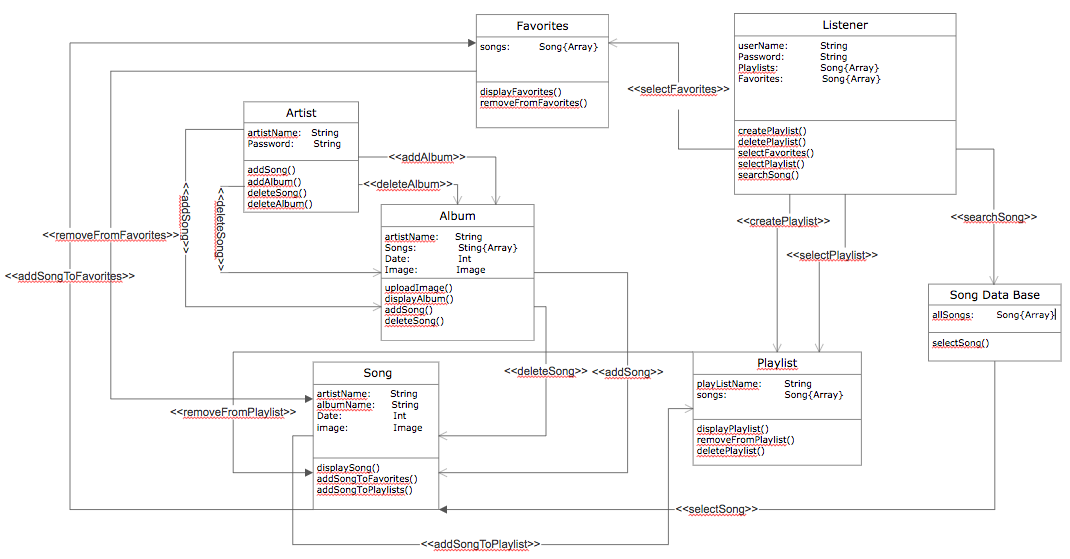 Favorites
songs: Song{Array}
displayFavorites()
removeFromFavorites()
Listener
userName: String
Password: String
Playlists: Song{Array}
Favorites: Song{Array}
createPlaylist()
deletePlaylist()
selectFavorites()
selectPlaylist()
searchSong()
<<selectFavorites>>
Artist
artistName: String
Password: String
addSong()
addAlbum()
deleteSong()
deleteAlbum()
<<addAlbum>>
<<deleteAlbum>>
<<addSong>>
<<deleteSong>>
<<removeFromFavorites>>
<<addSongToFavorites>>
Album
artistName: String
Songs: Sting{Array}
Date: Int
Image: Image
uploadImage()
displayAlbum()
addSong()
deleteSong()
<<createPlaylist>>
<<selectPlaylist>>
<<searchSong>>
Song Data Base
allSongs: Song{Array}
selectSong()
<<deleteSong>>
<<addSong>>
Playlist
playListName: String
songs: Song{Array}
displayPlaylist()
removeFromPlaylist()
deletePlaylist()
Song
artistName: String
albumName: String
Date: Int
image: Image
displaySong()
addSongToFavorites()
addSongToPlaylists()
<<removeFromPlaylist>>
<<selectSong>>
<<addSongToPlaylist>>